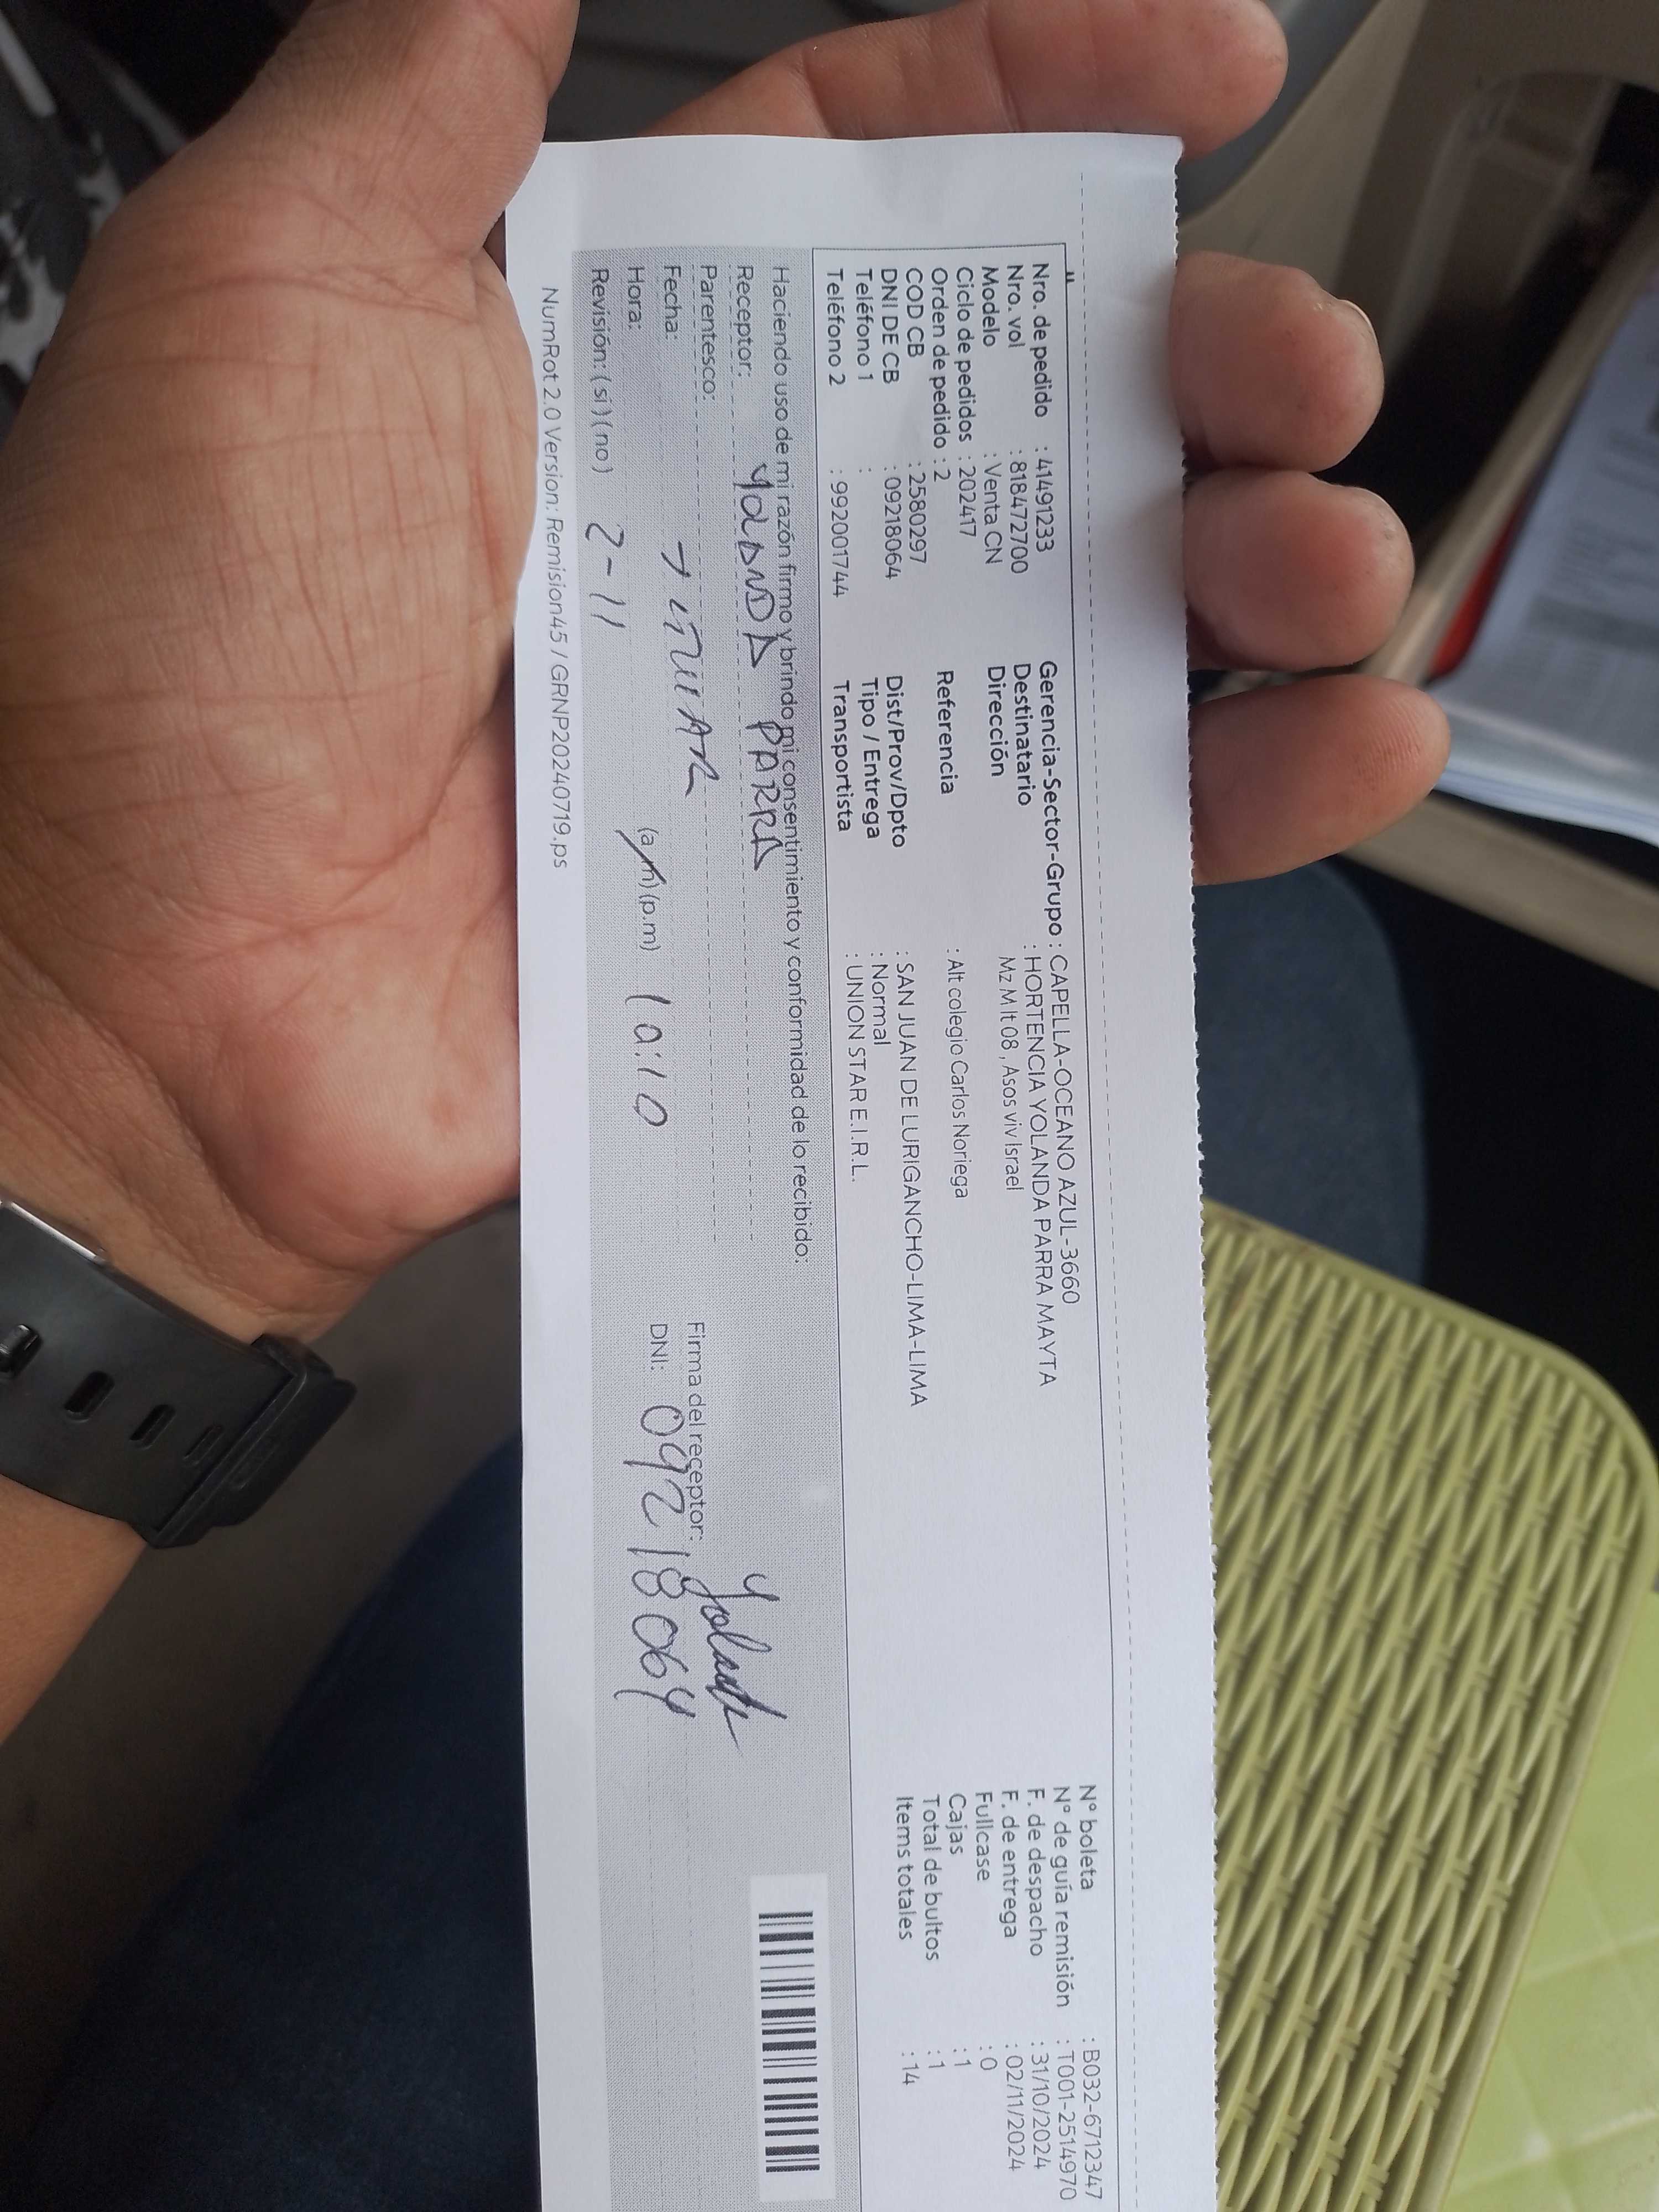 Nro. de pedido : 41491233
Nro. vol : 818472700
Modelo : Venta CN
Ciclo de pedidos : 202417
Orden de pedido : 2
COD CB : 2580297
DNI DE CB : 09218064
Teléfono 1 :
Teléfono 2 : 992001744
Gerencia-Sector-Grupo : CAPELLA-OCEANO AZUL-3660
Destinatario : HORTENCIA YOLANDA PARRA MAYTA
Dirección Mz M lt 08 , Asos viv Israel
Referencia : Alt colegio Carlos Noriega
Dist/Prov/Dpto : SAN JUAN DE LURIGANCHO-LIMA-LIMA
Tipo / Entrega : Normal
Transportista : UNION STAR E.I.R.L.
N° boleta : B032-6712347
N° de guía remisión : T001-2514970
F. de despacho : 31/10/2024
F. de entrega : 02/11/2024
Fullcase : 0
Cajas : 1
Total de bultos : 1
Items totales : 14
Haciendo uso de mi razón firmo y brindo mi consentimiento y conformidad de lo recibido:
Receptor: YOLANDA PARRA
Parentesco:
Fecha:
Hora: (a.m) (p.m) 10:10
Revisión: ( si ) ( no ) 2-11
Firma del receptor: Yolanda
DNI: 09218064
NumRot 2.0 Version: Remision45 / GRNP20240719.ps